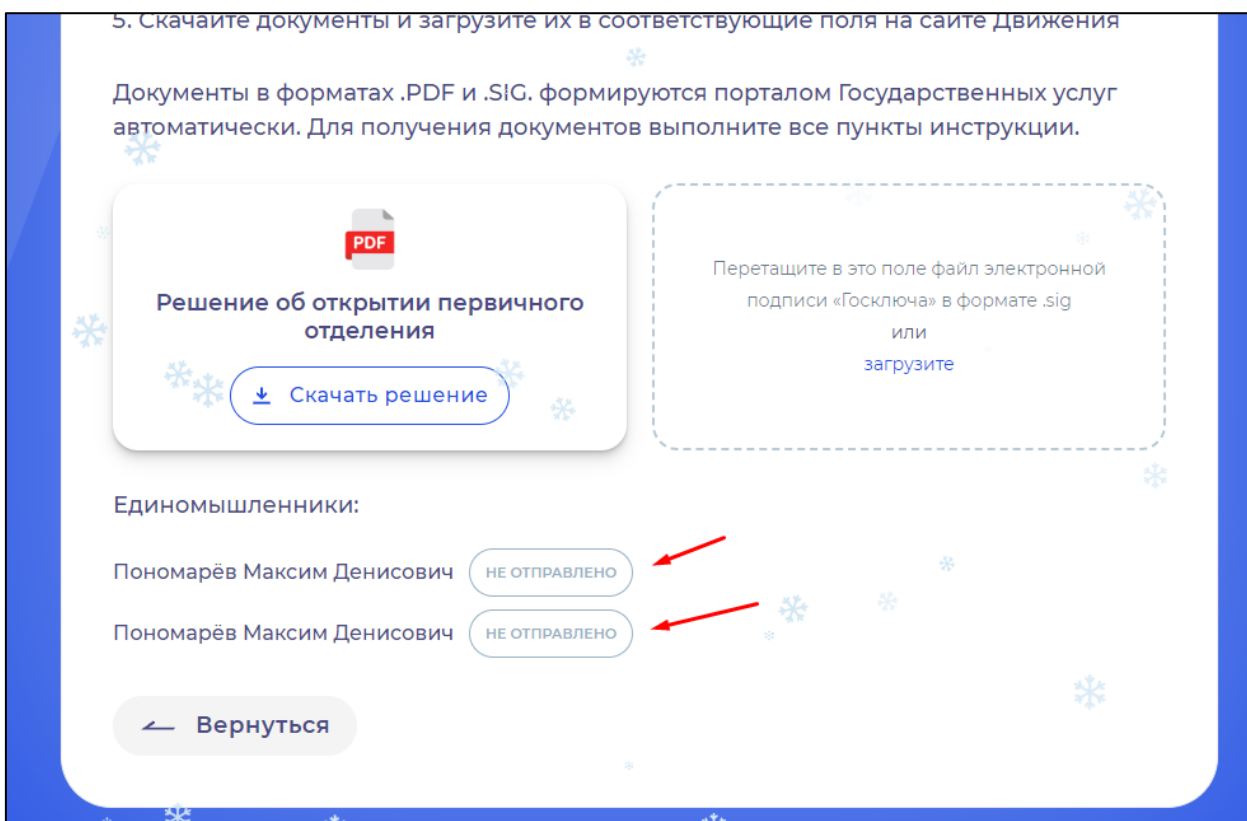 5. Скачайте документы и загрузите их в соответствующие поля на сайте Движения
Документы в форматах .PDF и .SIG. формируются порталом Государственных услуг
автоматически. Для получения документов выполните все пункты инструкции.
PDF
Решение об открытии первичного
отделения
Скачать решение
Перетащите в это поле файл электронной
подписи «Госключа» в формате .sig
или
загрузите
Единомышленники:
Пономарёв Максим Денисович НЕ ОТПРАВЛЕНО
Пономарёв Максим Денисович НЕ ОТПРАВЛЕНО
Вернуться